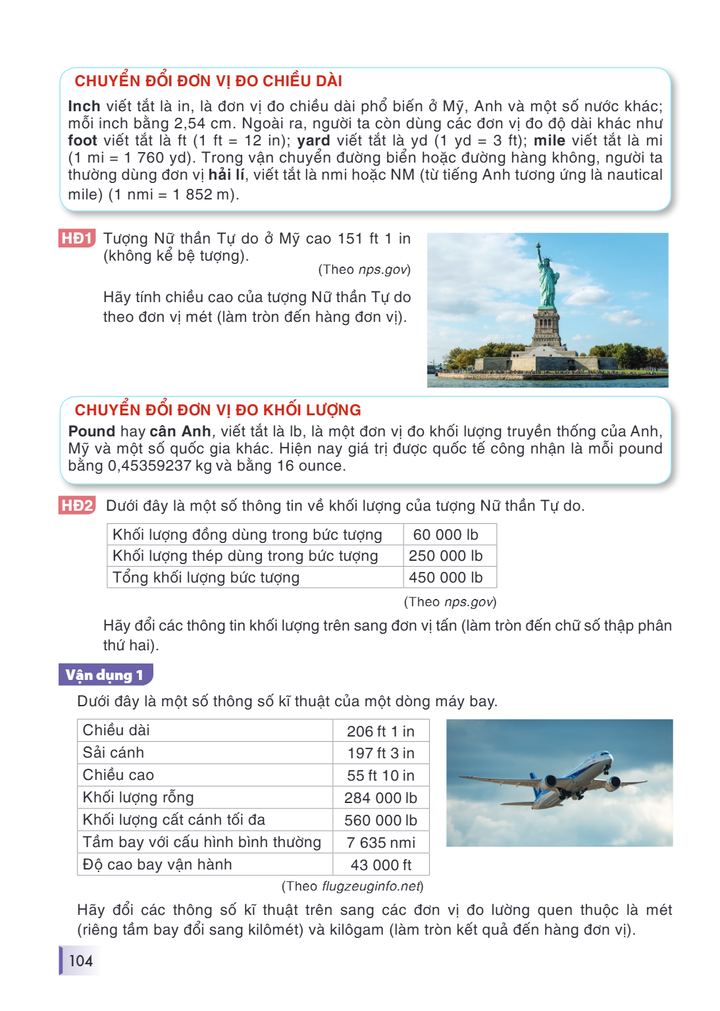 CHUYỂN ĐỔI ĐƠN VỊ ĐO CHIỀU DÀI
Inch viết tắt là in, là đơn vị đo chiều dài phổ biến ở Mỹ, Anh và một số nước khác;
mỗi inch bằng 2,54 cm. Ngoài ra, người ta còn dùng các đơn vị đo độ dài khác như
foot viết tắt là ft (1 ft = 12 in); yard viết tắt là yd (1 yd = 3 ft); mile viết tắt là mi
(1 mi = 1 760 yd). Trong vận chuyển đường biển hoặc đường hàng không, người ta
thường dùng đơn vị hải lí, viết tắt là nmi hoặc NM (từ tiếng Anh tương ứng là nautical
mile) (1 nmi = 1 852 m).
HĐ1 Tượng Nữ thần Tự do ở Mỹ cao 151 ft 1 in
(không kể bệ tượng).
(Theo nps.gov)
Hãy tính chiều cao của tượng Nữ thần Tự do
theo đơn vị mét (làm tròn đến hàng đơn vị).
CHUYỂN ĐỔI ĐƠN VỊ ĐO KHỐI LƯỢNG
Pound hay cân Anh, viết tắt là lb, là một đơn vị đo khối lượng truyền thống của Anh,
Mỹ và một số quốc gia khác. Hiện nay giá trị được quốc tế công nhận là mỗi pound
bằng 0,45359237 kg và bằng 16 ounce.
HĐ2 Dưới đây là một số thông tin về khối lượng của tượng Nữ thần Tự do.
Khối lượng đồng dùng trong bức tượng 60 000 lb
Khối lượng thép dùng trong bức tượng 250 000 lb
Tổng khối lượng bức tượng 450 000 lb
(Theo nps.gov)
Hãy đổi các thông tin khối lượng trên sang đơn vị tấn (làm tròn đến chữ số thập phân
thứ hai).
Vận dụng 1
Dưới đây là một số thông số kĩ thuật của một dòng máy bay.
Chiều dài 206 ft 1 in
Sải cánh 197 ft 3 in
Chiều cao 55 ft 10 in
Khối lượng rỗng 284 000 lb
Khối lượng cất cánh tối đa 560 000 lb
Tầm bay với cấu hình bình thường 7 635 nmi
Độ cao bay vận hành 43 000 ft
(Theo flugzeuginfo.net)
Hãy đổi các thông số kĩ thuật trên sang các đơn vị đo lường quen thuộc là mét
(riêng tầm bay đổi sang kilômét) và kilôgam (làm tròn kết quả đến hàng đơn vị).
104